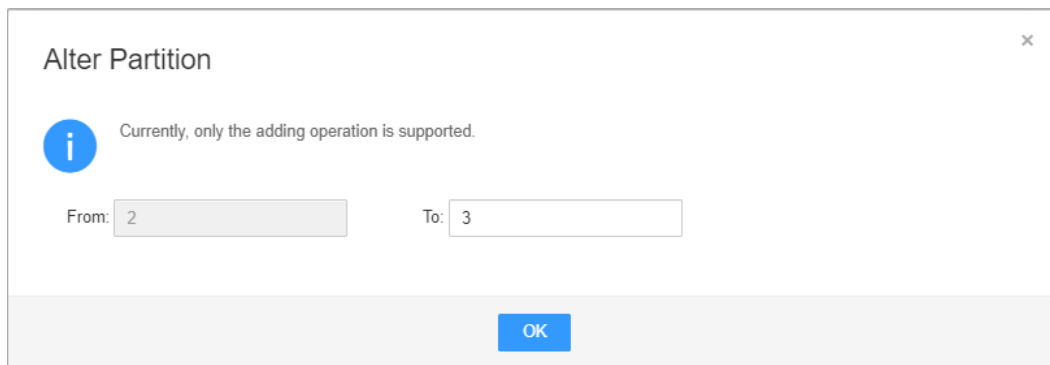 Alter Partition
×
i
Currently, only the adding operation is supported.
From: 2 To: 3
OK